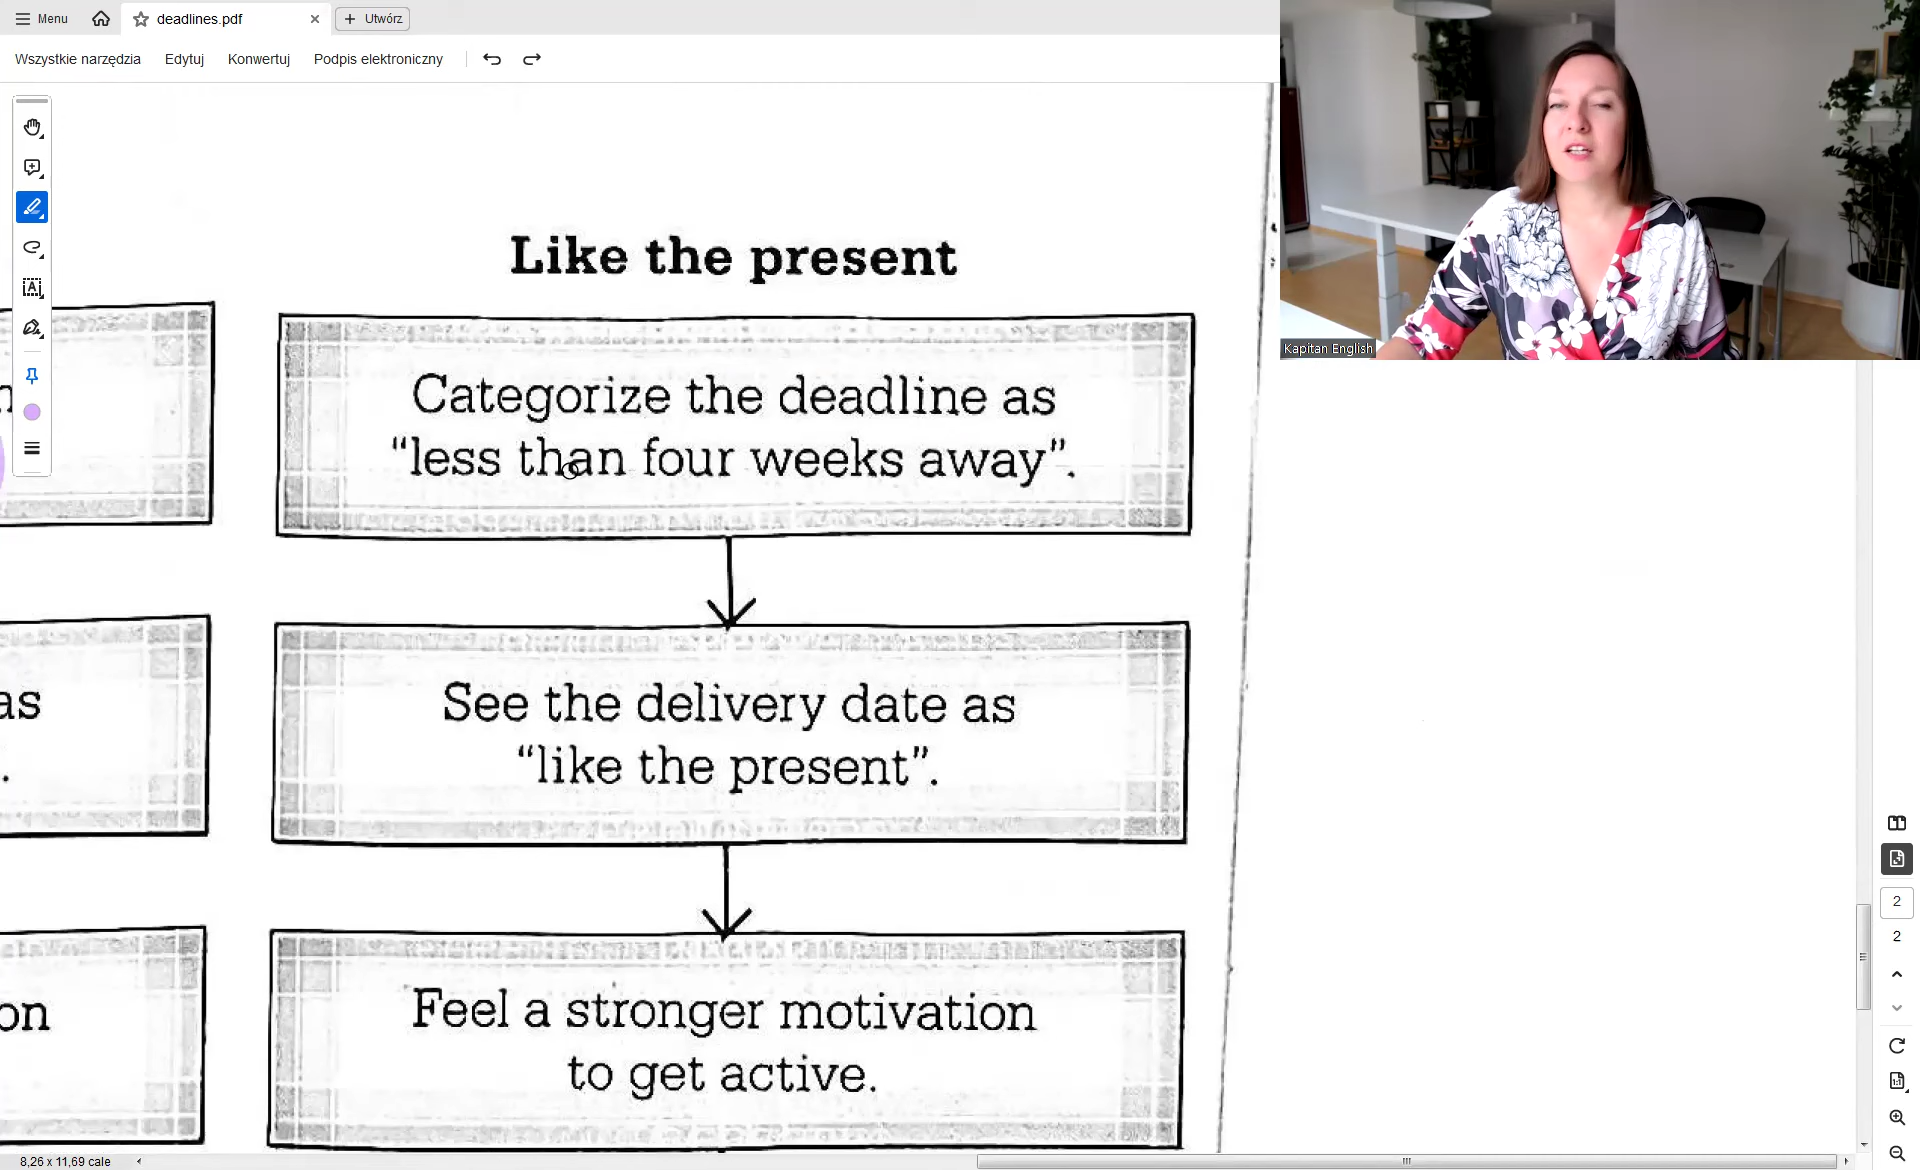 Menu
deadlines.pdf
Utwórz
Wszystkie narzędzia
Edytuj
Konwertuj
Podpis elektroniczny
Kapitan English
Like the present
Categorize the deadline as
“less than four weeks away”.
See the delivery date as
“like the present”.
Feel a stronger motivation
to get active.
as
.
on
2
2
8,26 x 11,69 cale